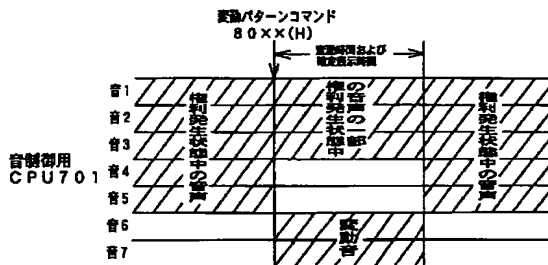 変動パターンコマンド
80××(H)
変動時間および
確定表示時間
音1
音2
音3
音4
音5
音6
音7
音制御用
CPU701
権利発生状態中の音声
権利発生状態中
の音声の一部
権利発生状態中の音声
変動音